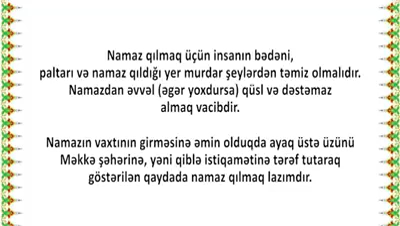 Namaz qılmaq üçün insanın bədəni,
paltarı və namaz qıldığı yer murdar şeylərdən təmiz olmalıdır.
Namazdan əvvəl (əgər yoxdursa) qüsl və dəstəmaz
almaq vacibdir.
Namazın vaxtının girməsinə əmin olduqda ayaq üstə üzünü
Məkkə şəhərinə, yəni qiblə istiqamətinə tərəf tutaraq
göstərilən qaydada namaz qılmaq lazımdır.